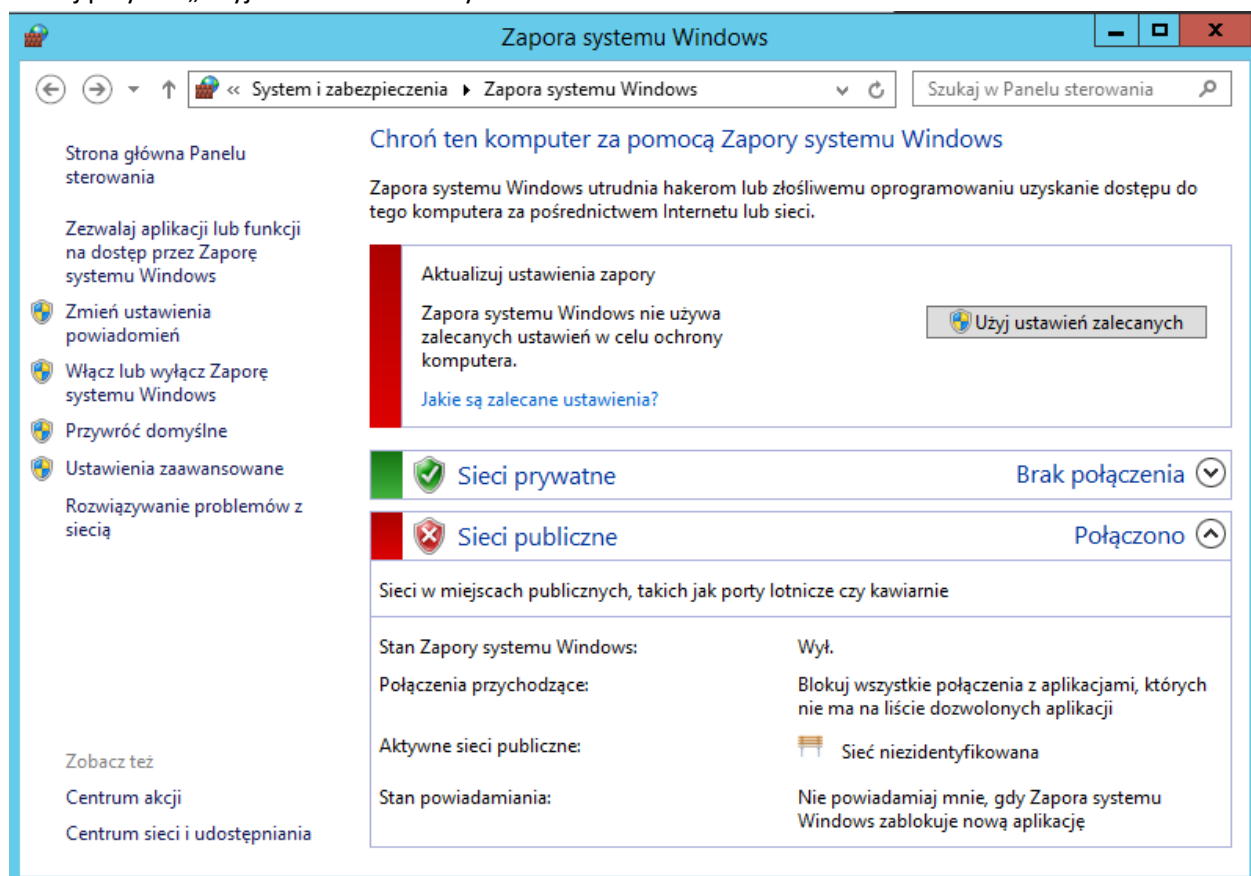 Zapora systemu Windows
« System i zabezpieczenia ▸ Zapora systemu Windows
Szukaj w Panelu sterowania
Strona główna Panelu
sterowania
Zezwalaj aplikacji lub funkcji
na dostęp przez Zaporę
systemu Windows
Zmień ustawienia
powiadomień
Włącz lub wyłącz Zaporę
systemu Windows
Przywróć domyślne
Ustawienia zaawansowane
Rozwiązywanie problemów z
siecią
Zobacz też
Centrum akcji
Centrum sieci i udostępniania
Chroń ten komputer za pomocą Zapory systemu Windows
Zapora systemu Windows utrudnia hakerom lub złośliwemu oprogramowaniu uzyskanie dostępu do
tego komputera za pośrednictwem Internetu lub sieci.
Aktualizuj ustawienia zapory
Zapora systemu Windows nie używa
zalecanych ustawień w celu ochrony
komputera.
Użyj ustawień zalecanych
Jakie są zalecane ustawienia?
Sieci prywatne Brak połączenia
Sieci publiczne Połączono
Sieci w miejscach publicznych, takich jak porty lotnicze czy kawiarnie
Stan Zapory systemu Windows: Wył.
Połączenia przychodzące: Blokuj wszystkie połączenia z aplikacjami, których
nie ma na liście dozwolonych aplikacji
Aktywne sieci publiczne: Sieć niezidentyfikowana
Stan powiadamiania: Nie powiadamiaj mnie, gdy Zapora systemu
Windows zablokuje nową aplikację